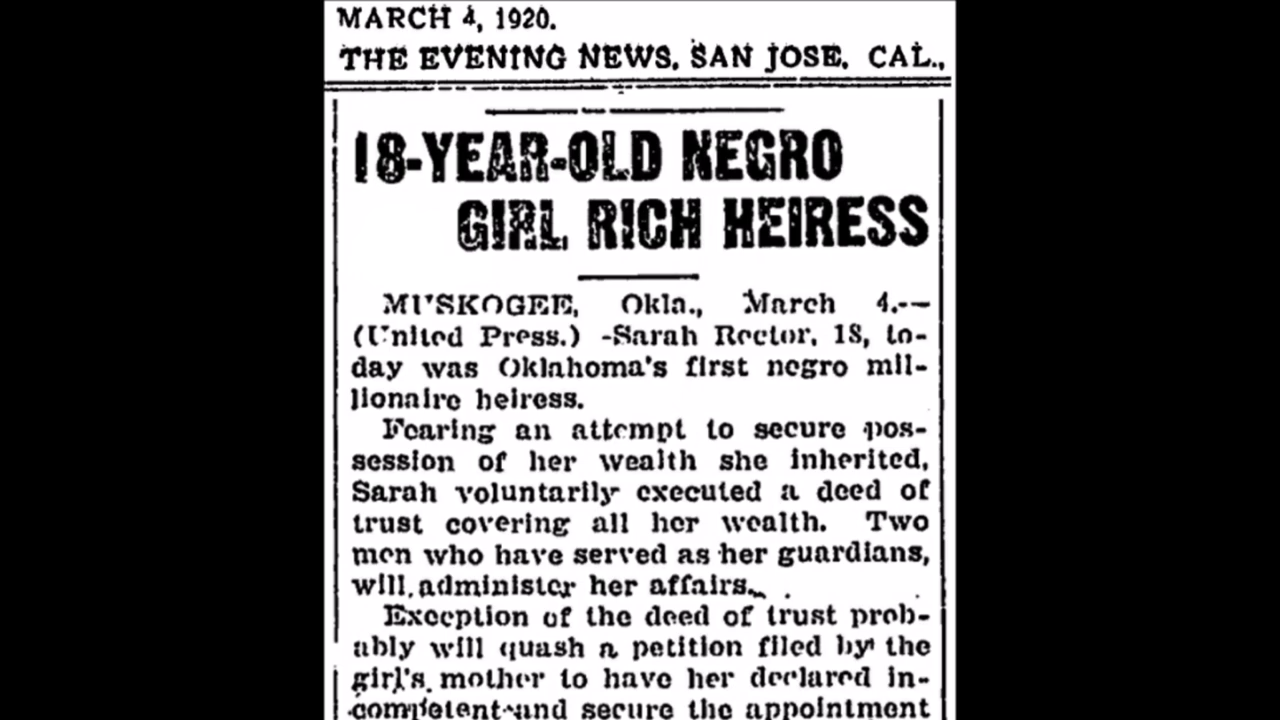 MARCH 4, 1920.
THE EVENING NEWS, SAN JOSE, CAL.,
18-YEAR-OLD NEGRO
GIRL RICH HEIRESS
MUSKOGEE, Okla., March 4.--
(United Press.) -Sarah Rector, 18, to-
day was Oklahoma's first negro mil-
lionaire heiress.
Fearing an attempt to secure pos-
session of her wealth she inherited,
Sarah voluntarily executed a deed of
trust covering all her wealth. Two
men who have served as her guardians,
will administer her affairs.
Exception of the deed of trust prob-
ably will quash a petition filed by the
girl's mother to have her declared in-
competent and secure the appointment